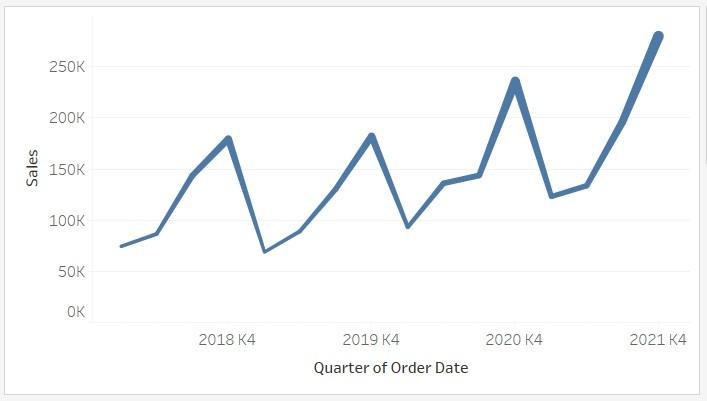 250K
200K
150K
100K
50K
0K
Sales
2018 K4 2019 K4 2020 K4 2021 K4
Quarter of Order Date